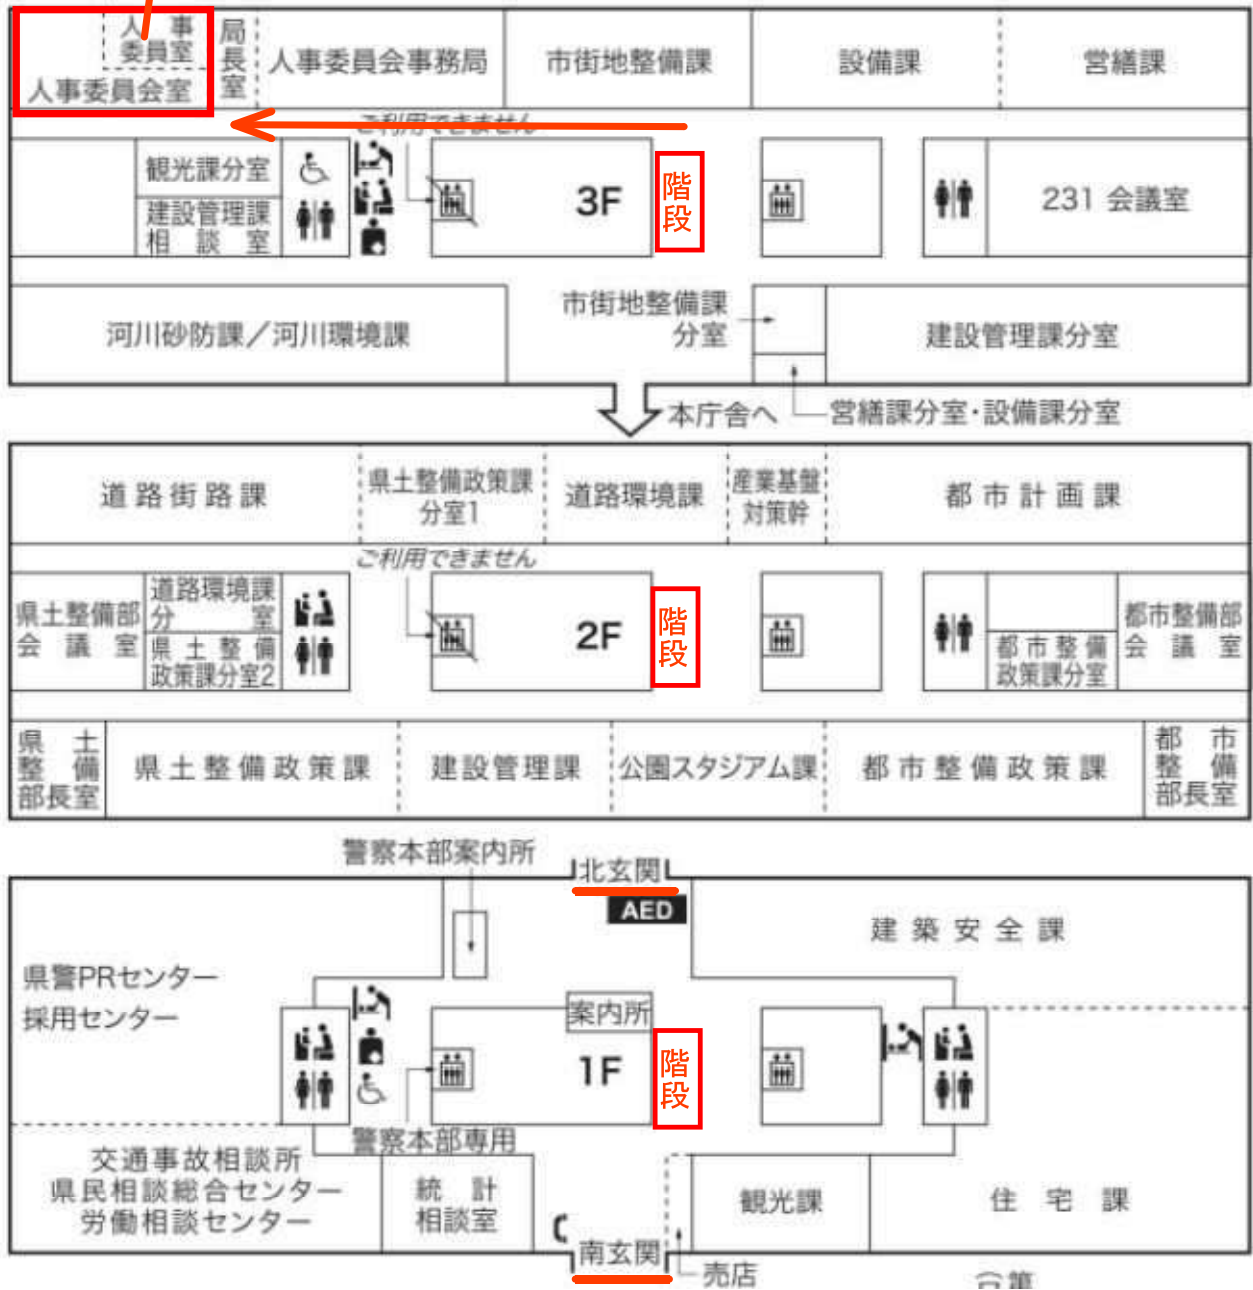 人事
委員室
人事委員会室
局長室
人事委員会事務局
市街地整備課
設備課
営繕課
ご利用できません
観光課分室
建設管理課
相談室
3F
階段
231 会議室
河川砂防課/河川環境課
市街地整備課
分室
建設管理課分室
本庁舎へ
営繕課分室・設備課分室
道路街路課
県土整備政策課
分室1
道路環境課
産業基盤
対策幹
都市計画課
ご利用できません
県土整備部
会議室
道路環境課
分室
県土整備
政策課分室2
2F
階段
都市整備
政策課分室
都市整備部
会議室
県土
整備
部長室
県土整備政策課
建設管理課
公園スタジアム課
都市整備政策課
都市
整備
部長室
警察本部案内所
北玄関
AED
建築安全課
県警PRセンター
採用センター
案内所
1F
階段
警察本部専用
交通事故相談所
県民相談総合センター
労働相談センター
統計
相談室
観光課
住宅課
南玄関
売店